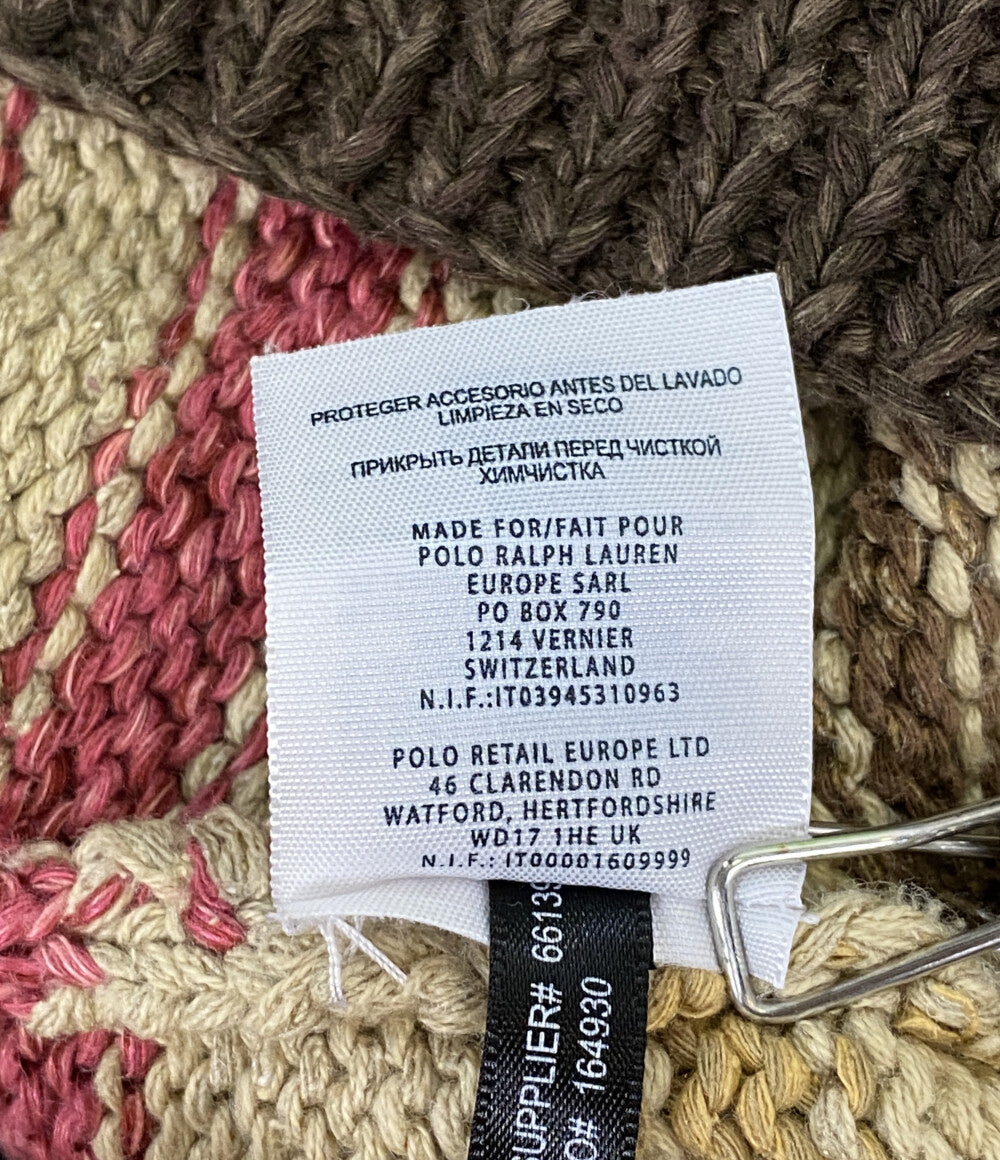 PROTEGER ACCESORIO ANTES DEL LAVADO
LIMPIEZA EN SECO
ПРИКРЫТЬ ДЕТАЛИ ПЕРЕД ЧИСТКОЙ
ХИМЧИСТКА
MADE FOR/FAIT POUR
POLO RALPH LAUREN
EUROPE SARL
PO BOX 790
1214 VERNIER
SWITZERLAND
N.I.F.:IT03945310963
POLO RETAIL EUROPE LTD
46 CLARENDON RD
WATFORD, HERTFORDSHIRE
WD17 1HE UK
N.I.F.: IT00001609999
UPPLIER# 6613
O# 164930